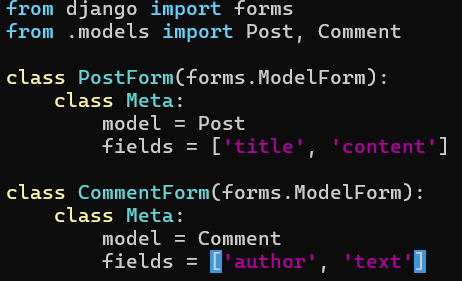 from django import forms
from .models import Post, Comment

class PostForm(forms.ModelForm):
    class Meta:
        model = Post
        fields = ['title', 'content']

class CommentForm(forms.ModelForm):
    class Meta:
        model = Comment
        fields = ['author', 'text']